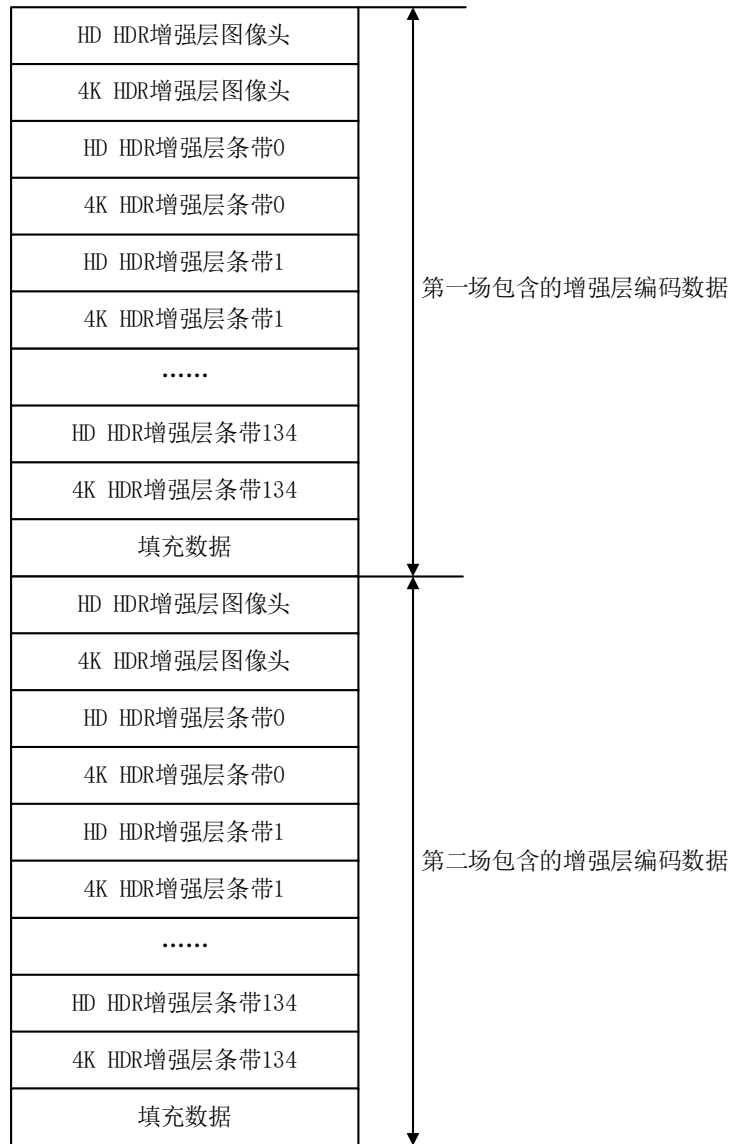 HD HDR增强层图像头
4K HDR增强层图像头
HD HDR增强层条带0
4K HDR增强层条带0
HD HDR增强层条带1
4K HDR增强层条带1
……
HD HDR增强层条带134
4K HDR增强层条带134
填充数据
第一场包含的增强层编码数据
HD HDR增强层图像头
4K HDR增强层图像头
HD HDR增强层条带0
4K HDR增强层条带0
HD HDR增强层条带1
4K HDR增强层条带1
……
HD HDR增强层条带134
4K HDR增强层条带134
填充数据
第二场包含的增强层编码数据